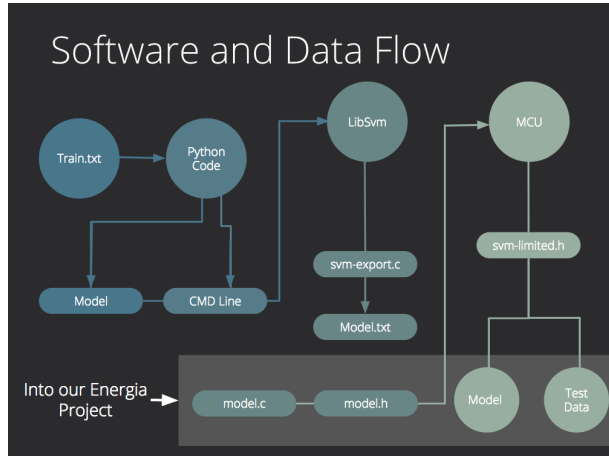 Software and Data Flow
LibSvm
MCU
Train.txt
Python
Code
svm-limited.h
svm-export.c
Model
CMD Line
Model.txt
Into our Energia
Project
model.c
model.h
Model
Test
Data